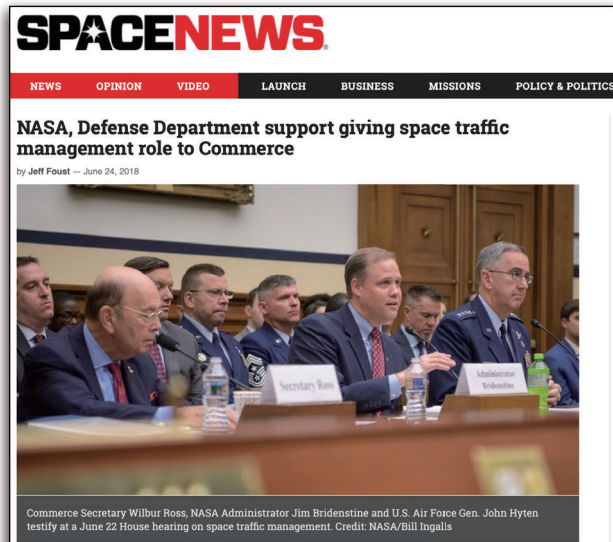 SPACENEWS®
NEWS OPINION VIDEO LAUNCH BUSINESS MISSIONS POLICY & POLITICS
NASA, Defense Department support giving space traffic
management role to Commerce
by Jeff Foust — June 24, 2018
Secretary Ross
Administrator
Bridenstine
Commerce Secretary Wilbur Ross, NASA Administrator Jim Bridenstine and U.S. Air Force Gen. John Hyten
testify at a June 22 House hearing on space traffic management. Credit: NASA/Bill Ingalls